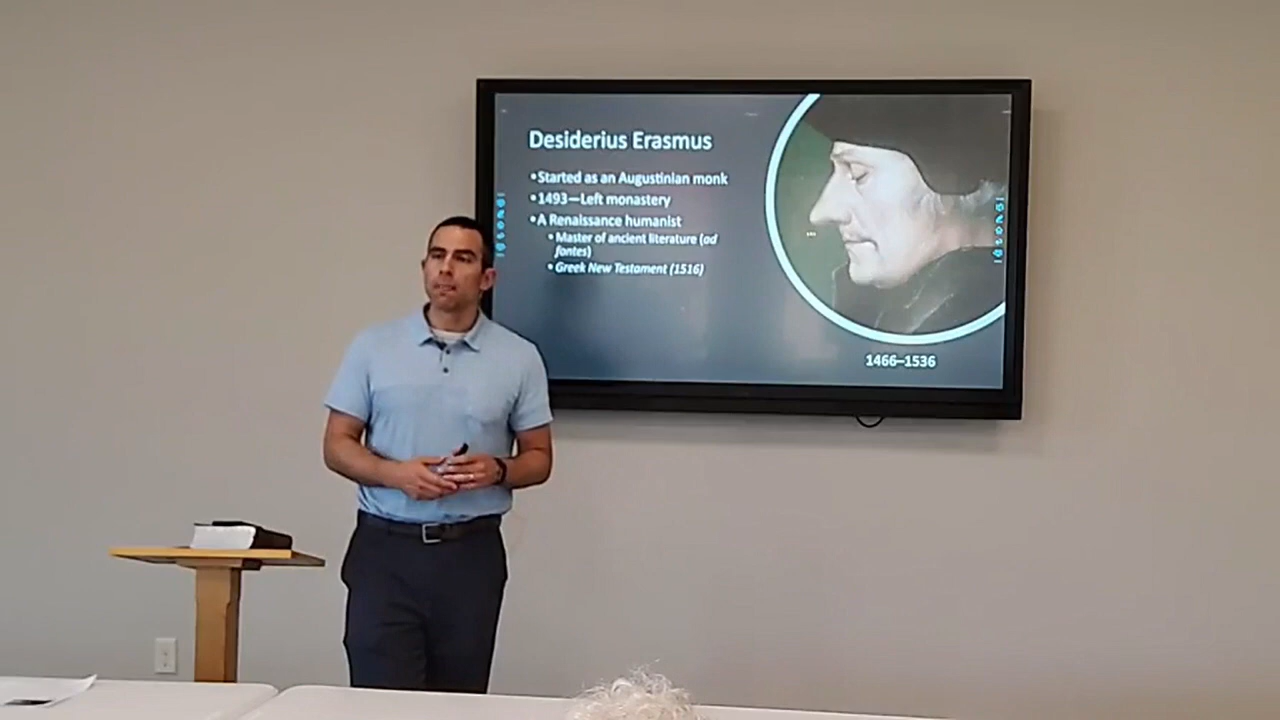 Desiderius Erasmus
•Started as an Augustinian monk
•1493—Left monastery
•A Renaissance humanist
•Master of ancient literature (ad
fontes)
•Greek New Testament (1516)
1466–1536